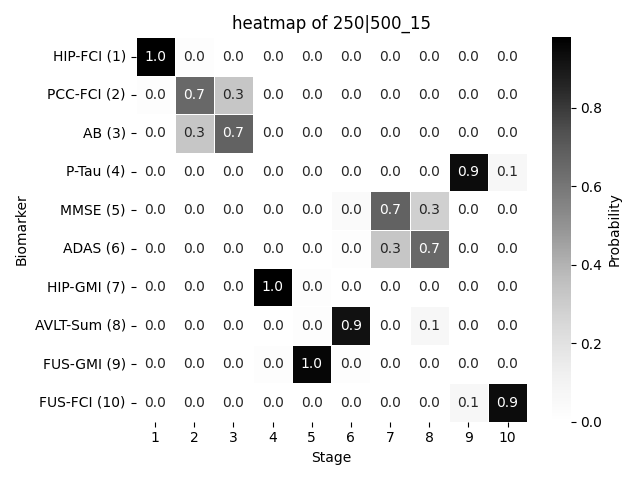 heatmap of 250|500_15
HIP-FCI (1) 1.0 0.0 0.0 0.0 0.0 0.0 0.0 0.0 0.0 0.0
PCC-FCI (2) 0.0 0.7 0.3 0.0 0.0 0.0 0.0 0.0 0.0 0.0
AB (3) 0.0 0.3 0.7 0.0 0.0 0.0 0.0 0.0 0.0 0.0
P-Tau (4) 0.0 0.0 0.0 0.0 0.0 0.0 0.0 0.0 0.9 0.1
MMSE (5) 0.0 0.0 0.0 0.0 0.0 0.0 0.7 0.3 0.0 0.0
ADAS (6) 0.0 0.0 0.0 0.0 0.0 0.0 0.3 0.7 0.0 0.0
HIP-GMI (7) 0.0 0.0 0.0 1.0 0.0 0.0 0.0 0.0 0.0 0.0
AVLT-Sum (8) 0.0 0.0 0.0 0.0 0.0 0.9 0.0 0.1 0.0 0.0
FUS-GMI (9) 0.0 0.0 0.0 0.0 1.0 0.0 0.0 0.0 0.0 0.0
FUS-FCI (10) 0.0 0.0 0.0 0.0 0.0 0.0 0.0 0.0 0.1 0.9
1 2 3 4 5 6 7 8 9 10
Stage
Biomarker
0.8
0.6
0.4
0.2
0.0
Probability